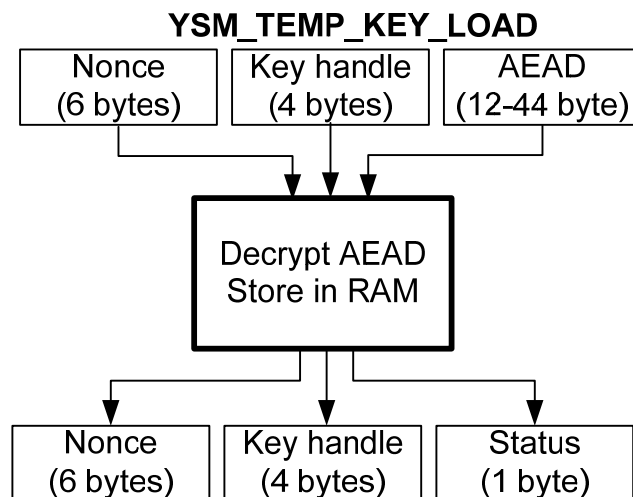 YSM_TEMP_KEY_LOAD
Nonce
(6 bytes)
Key handle
(4 bytes)
AEAD
(12-44 byte)
Decrypt AEAD
Store in RAM
Nonce
(6 bytes)
Key handle
(4 bytes)
Status
(1 byte)